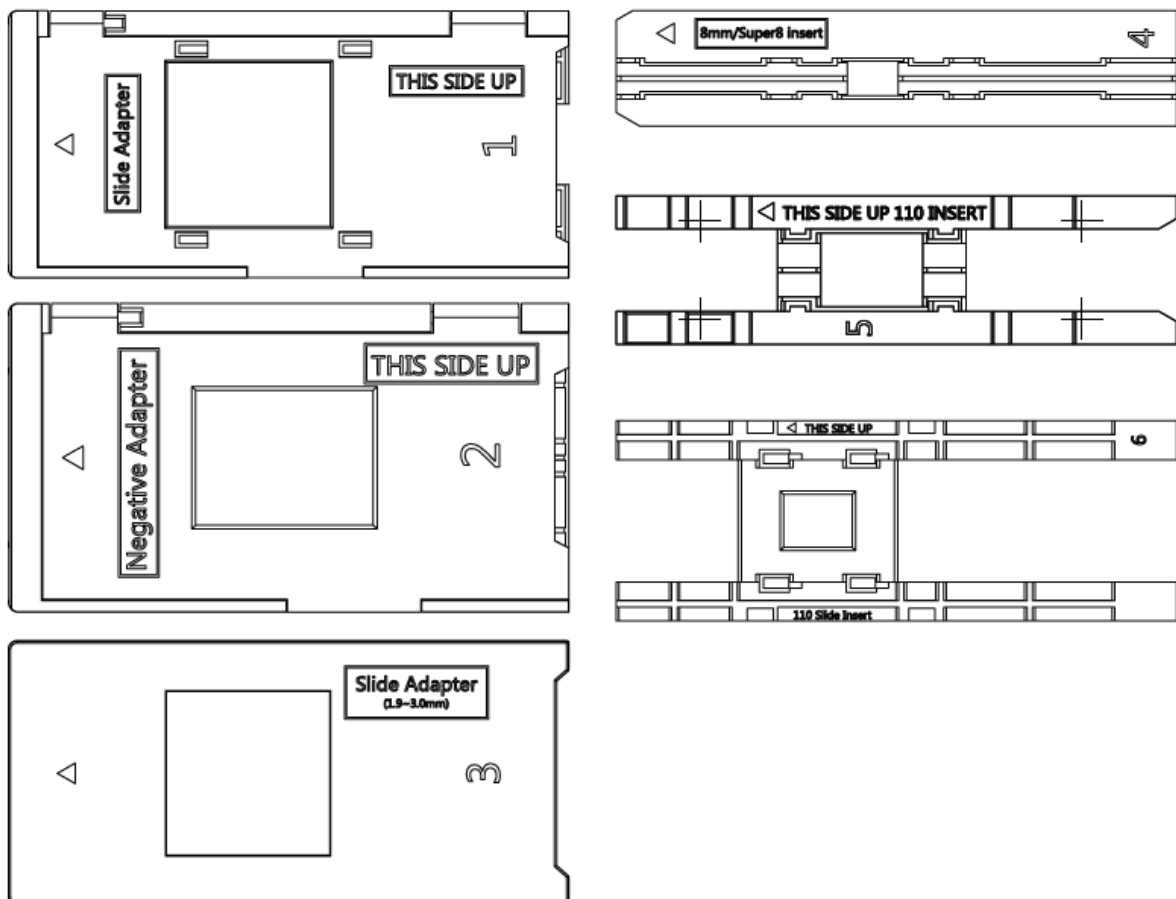 Slide Adapter
THIS SIDE UP
1
Negative Adapter
THIS SIDE UP
2
Slide Adapter
(1.9~3.0mm)
3
8mm/Super8 insert
4
THIS SIDE UP 110 INSERT
5
THIS SIDE UP
6
110 Slide Insert